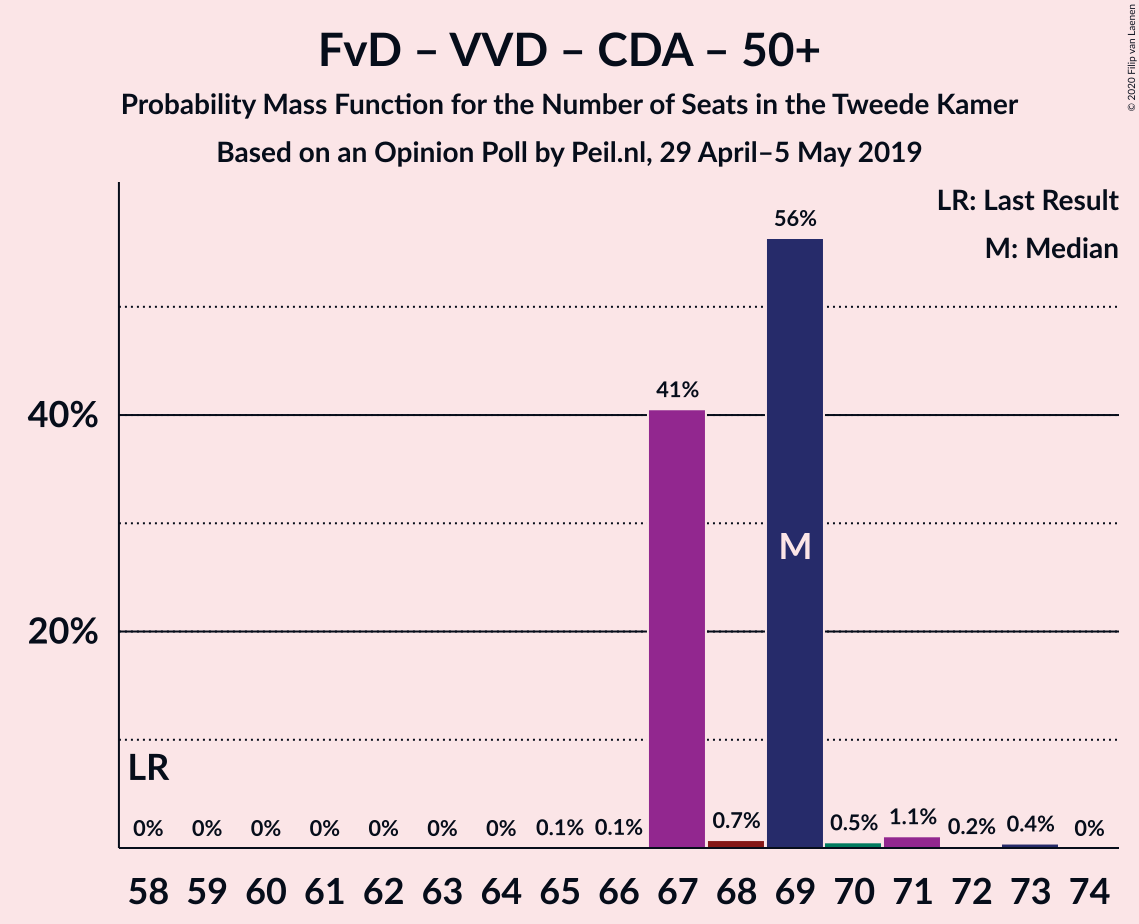 FvD – VVD – CDA – 50+
Probability Mass Function for the Number of Seats in the Tweede Kamer
Based on an Opinion Poll by Peil.nl, 29 April–5 May 2019
© 2020 Filip van Laenen
LR: Last Result
M: Median
56%
41%
40%
M
20%
LR
0% 0% 0% 0% 0% 0% 0% 0.1% 0.1% 0.7% 0.5% 1.1% 0.2% 0.4% 0%
58 59 60 61 62 63 64 65 66 67 68 69 70 71 72 73 74